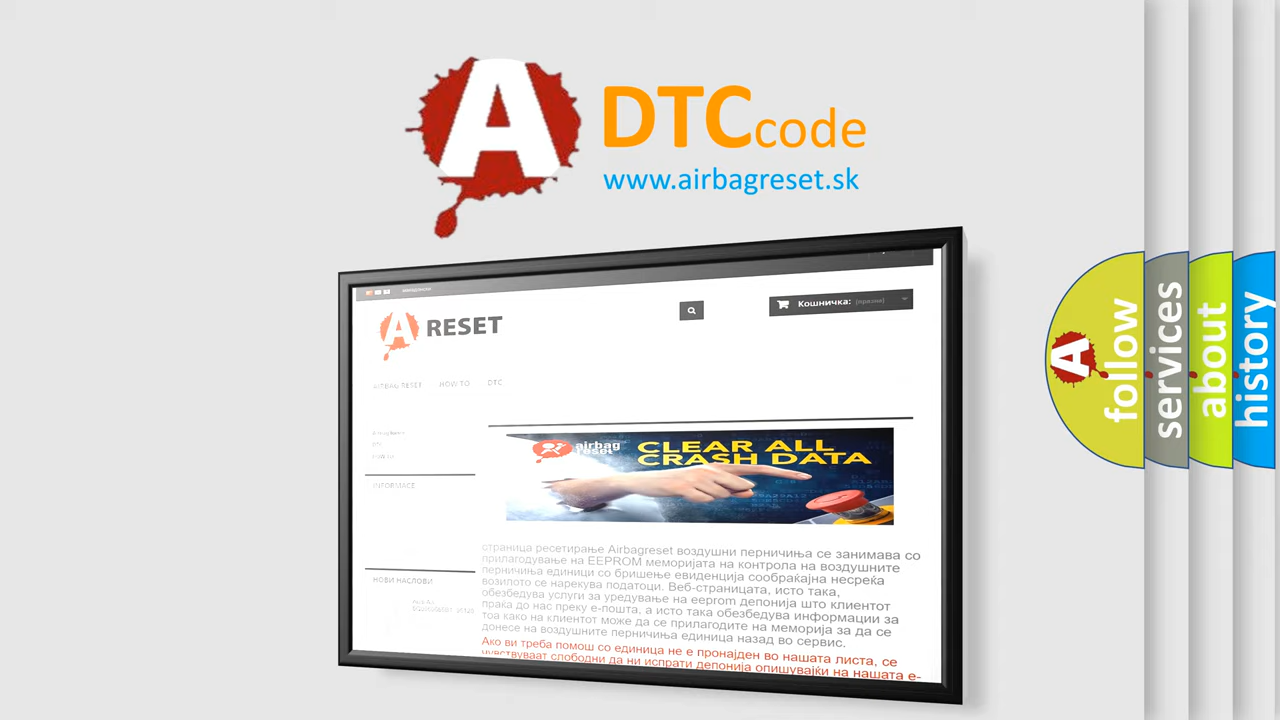 A DTC code
www.airbagreset.sk
A RESET
Кошничка: (празни)
AIRBAG RESET HOW TO DTC
INFORMACE
airbag
reset
CLEAR ALL
CRASH DATA
страница ресетирање Airbagreset воздушни перничиња се занимава со
прилагодување на EEPROM меморијата на контрола на воздушните
перничиња единици со бришење евиденција сообраќајна несреќа
возилото се нарекува податоци. Веб-страницата, исто така,
обезбедува услуги за уредување на eeprom депонија што клиентот
праќа до нас преку е-пошта, а исто така обезбедува информации за
тоа како на клиентот може да се прилагодите на меморија за да се
донесе на воздушните перничиња единица назад во сервис.
Ако ви треба помош со единица не е пронајден во нашата листа, се
чувствуваат слободни да ни испрати депонија опишувајќи на нашата е-
НОВИ НАСЛОВИ
A follow
services
about
history